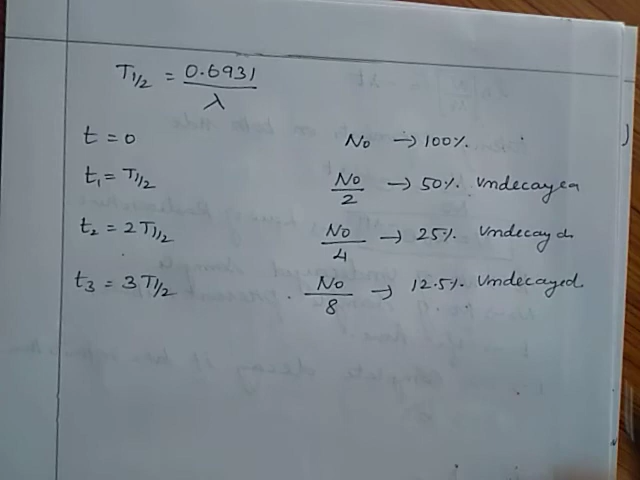 T1/2 = 0.6931/λ
t = 0 No → 100%.
t1 = T1/2 No/2 → 50%. Undecayed
t2 = 2T1/2 No/4 → 25%. Undecayd
t3 = 3T1/2 No/8 → 12.5%. Undecayed.